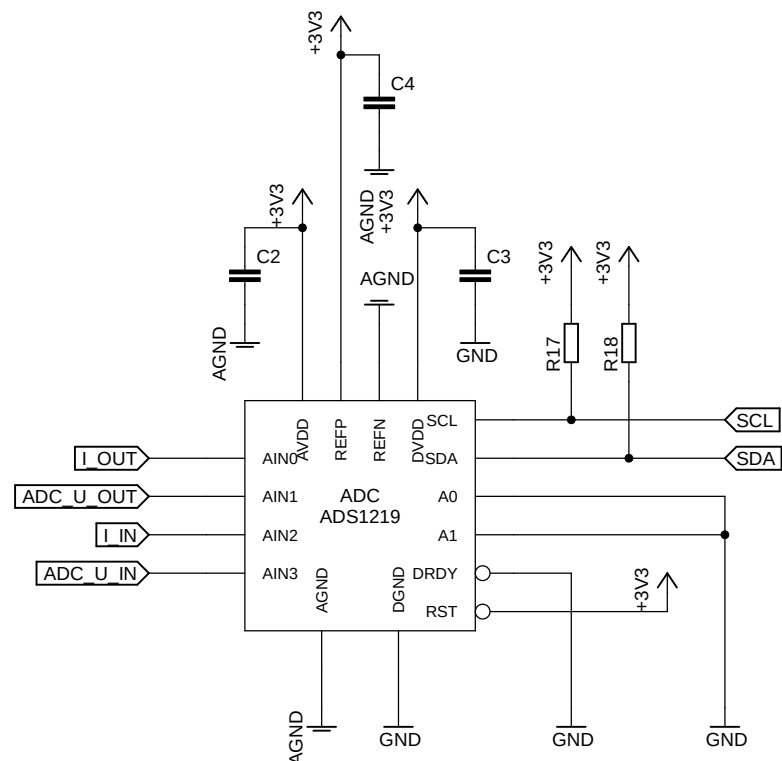 +3V3
C4
AGND
+3V3
+3V3
C2
C3
AGND
AGND
GND
+3V3
+3V3
R17
R18
AVDD
REFP
REFN
DVDD
SCL
SCL
I_OUT
AIN0
SDA
SDA
ADC_U_OUT
AIN1
ADC
ADS1219
A0
I_IN
AIN2
A1
ADC_U_IN
AIN3
AGND
DGND
DRDY
RST
+3V3
AGND
GND
GND
GND